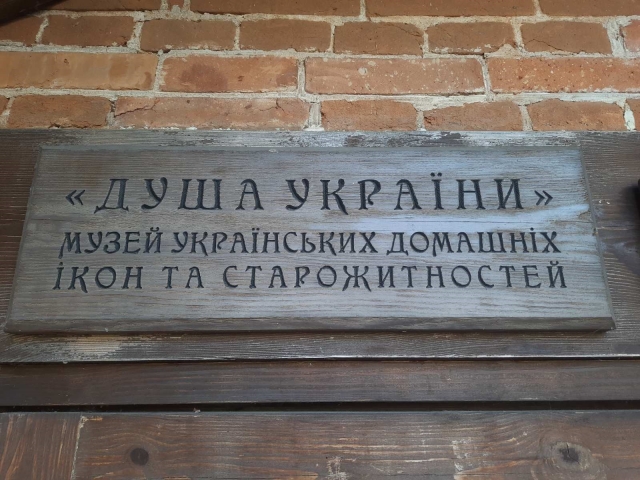 «ДУША УКРАЇНИ»
МУЗЕЙ УКРАЇНСЬКИХ ДОМАШНІХ
ІКОН ТА СТАРОЖИТНОСТЕЙ